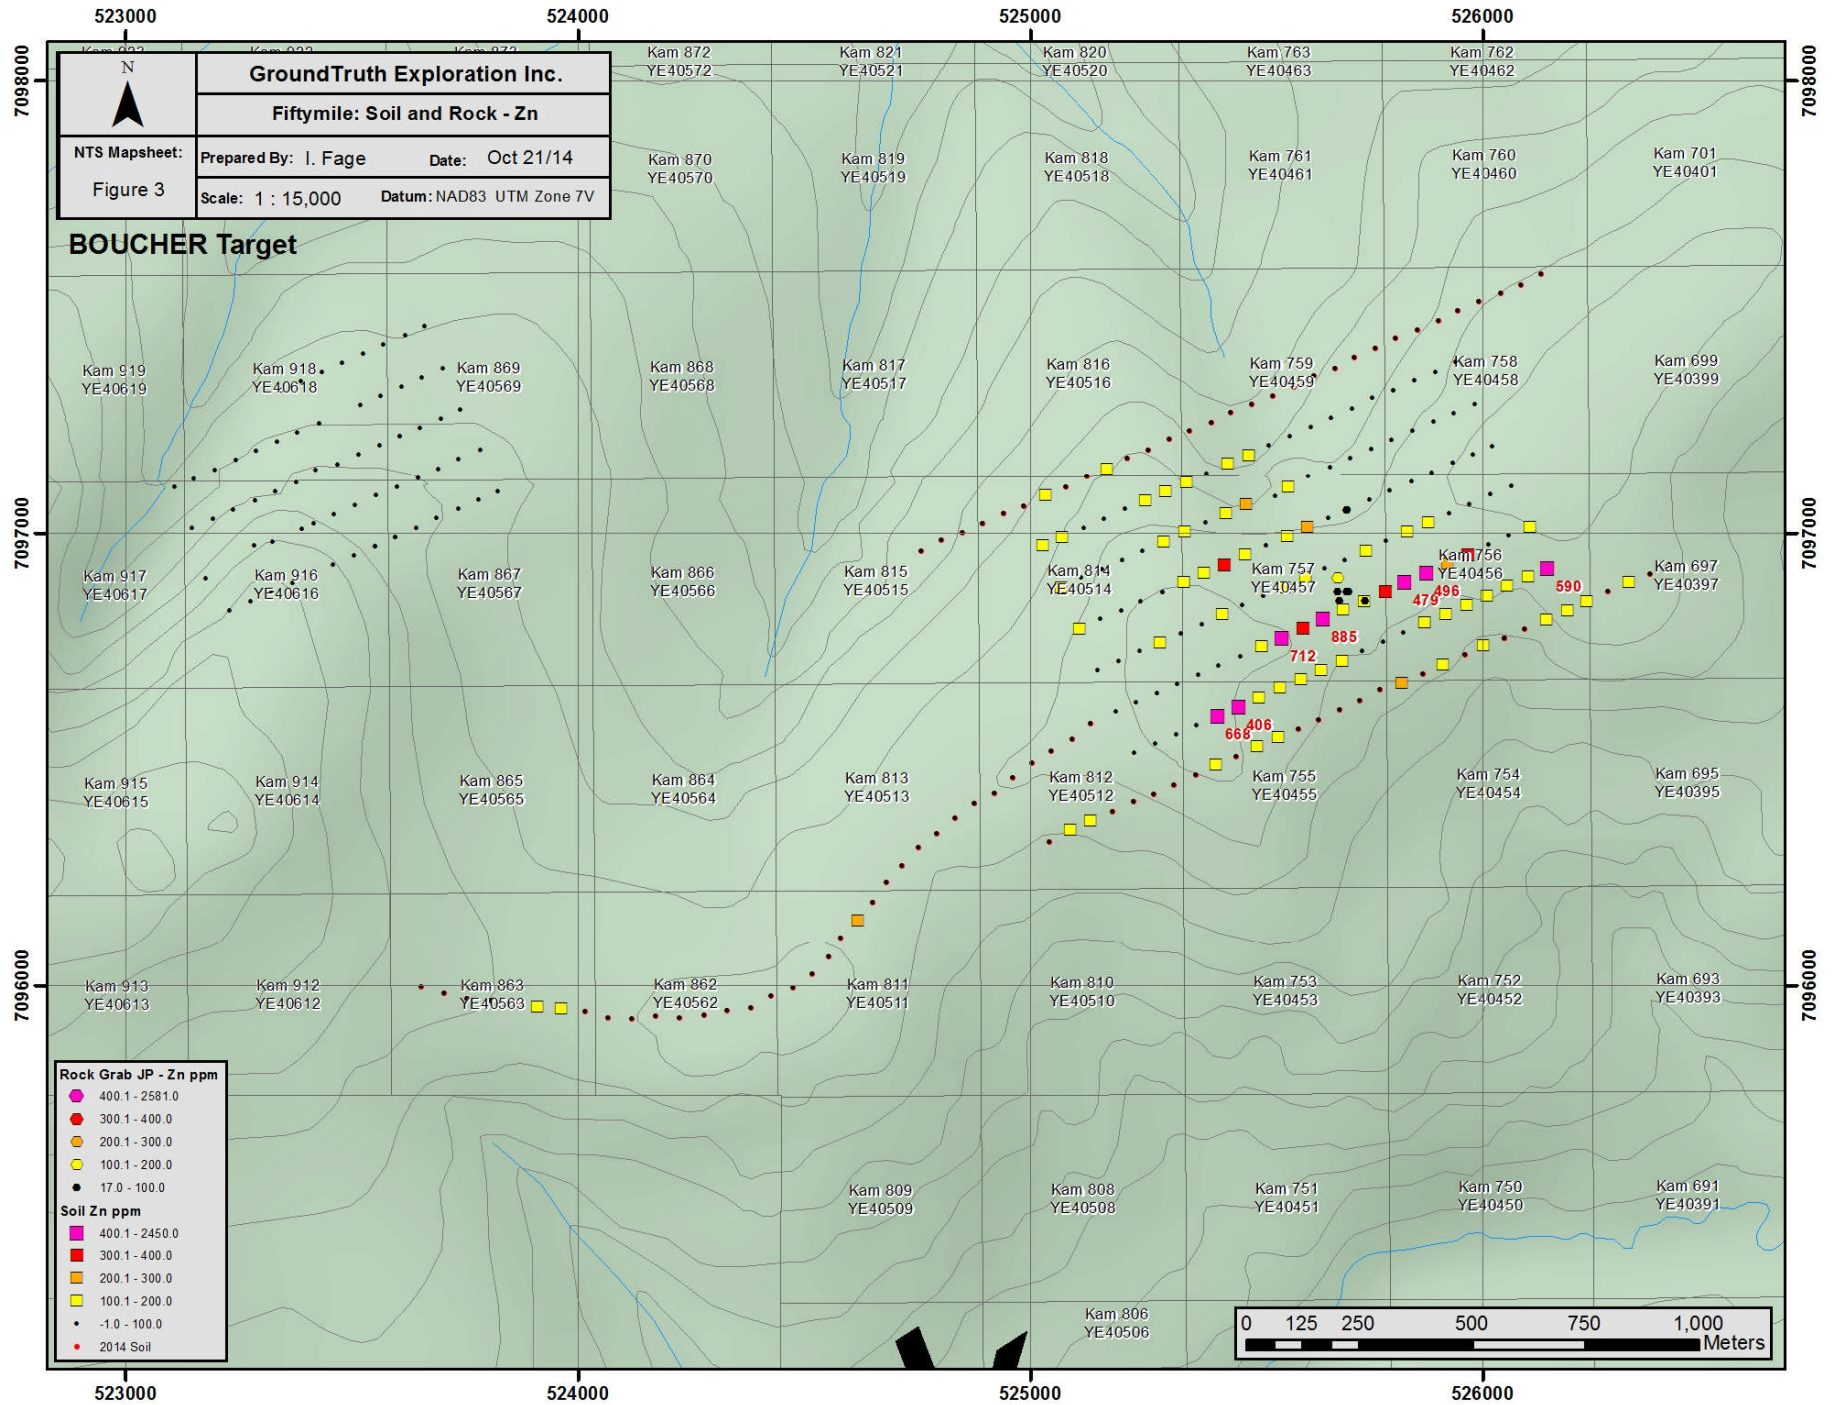 523000
524000
525000
526000
7098000
7098000
N
GroundTruth Exploration Inc.
Fiftymile: Soil and Rock - Zn
NTS Mapsheet:
Figure 3
Prepared By: I. Fage
Date: Oct 21/14
Scale: 1 : 15,000
Datum: NAD83 UTM Zone 7V
BOUCHER Target
Kam 872
YE40572
Kam 821
YE40521
Kam 820
YE40520
Kam 763
YE40463
Kam 762
YE40462
Kam 870
YE40570
Kam 819
YE40519
Kam 818
YE40518
Kam 761
YE40461
Kam 760
YE40460
Kam 701
YE40401
Kam 919
YE40619
Kam 918
YE40618
Kam 869
YE40569
Kam 868
YE40568
Kam 817
YE40517
Kam 816
YE40516
Kam 759
YE40459
Kam 758
YE40458
Kam 699
YE40399
7097000
7097000
Kam 917
YE40617
Kam 916
YE40616
Kam 867
YE40567
Kam 866
YE40566
Kam 815
YE40515
Kam 814
YE40514
Kam 757
YE40457
Kam 756
YE40456
Kam 697
YE40397
590
496
479
885
712
406
668
Kam 915
YE40615
Kam 914
YE40614
Kam 865
YE40565
Kam 864
YE40564
Kam 813
YE40513
Kam 812
YE40512
Kam 755
YE40455
Kam 754
YE40454
Kam 695
YE40395
7096000
7096000
Kam 913
YE40613
Kam 912
YE40612
Kam 863
YE40563
Kam 862
YE40562
Kam 811
YE40511
Kam 810
YE40510
Kam 753
YE40453
Kam 752
YE40452
Kam 693
YE40393
Kam 809
YE40509
Kam 808
YE40508
Kam 751
YE40451
Kam 750
YE40450
Kam 691
YE40391
Kam 806
YE40506
Rock Grab JP - Zn ppm
400.1 - 2581.0
300.1 - 400.0
200.1 - 300.0
100.1 - 200.0
17.0 - 100.0
Soil Zn ppm
400.1 - 2450.0
300.1 - 400.0
200.1 - 300.0
100.1 - 200.0
-1.0 - 100.0
2014 Soil
0 125 250 500 750 1,000
Meters
523000
524000
525000
526000